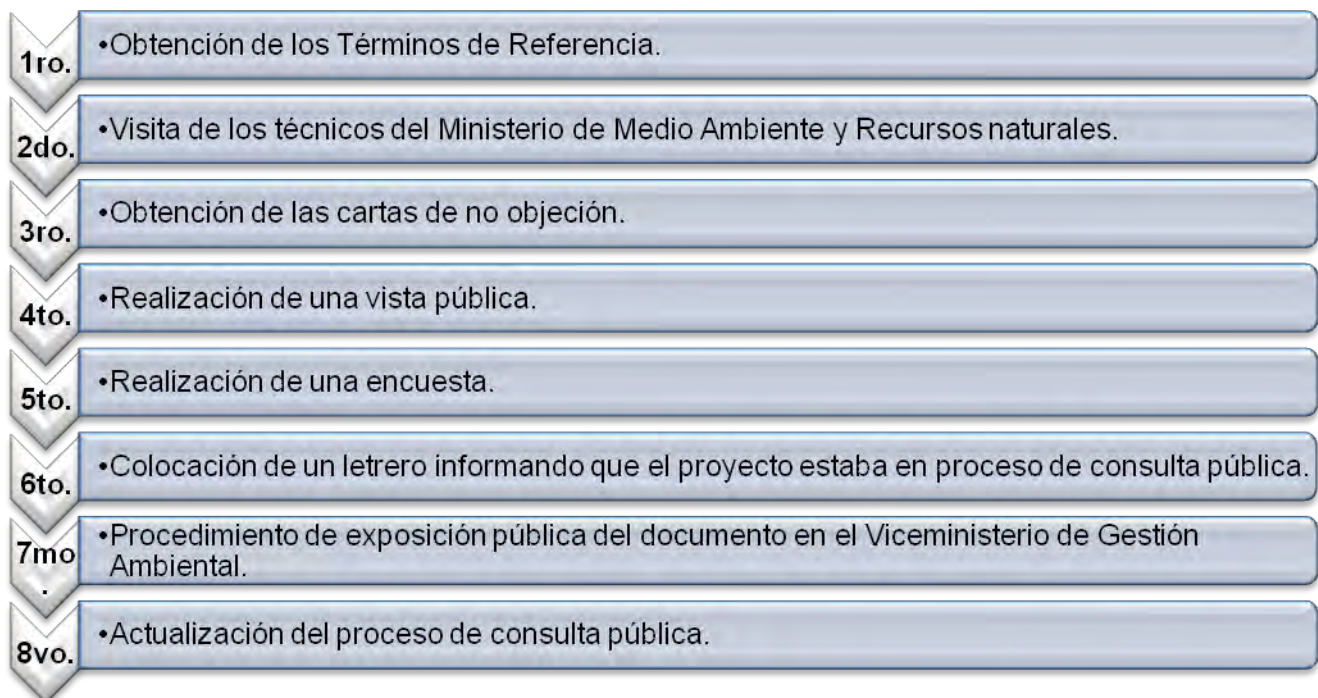 1ro.
•Obtención de los Términos de Referencia.
2do.
•Visita de los técnicos del Ministerio de Medio Ambiente y Recursos naturales.
3ro.
•Obtención de las cartas de no objeción.
4to.
•Realización de una vista pública.
5to.
•Realización de una encuesta.
6to.
•Colocación de un letrero informando que el proyecto estaba en proceso de consulta pública.
7mo
.
•Procedimiento de exposición pública del documento en el Viceministerio de Gestión
Ambiental.
8vo.
•Actualización del proceso de consulta pública.